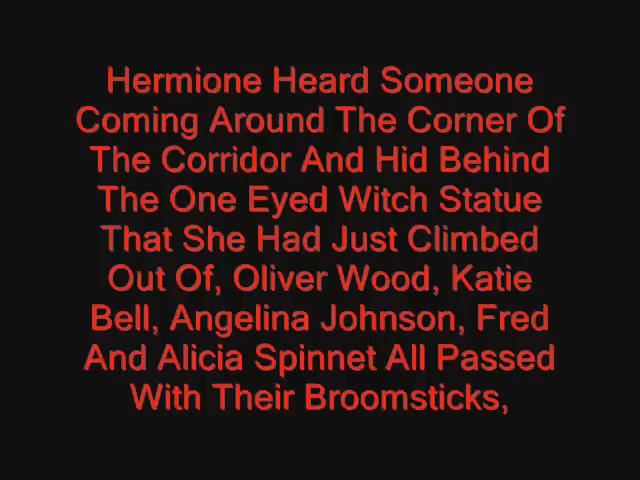 Hermione Heard Someone
Coming Around The Corner Of
The Corridor And Hid Behind
The One Eyed Witch Statue
That She Had Just Climbed
Out Of, Oliver Wood, Katie
Bell, Angelina Johnson, Fred
And Alicia Spinnet All Passed
With Their Broomsticks,